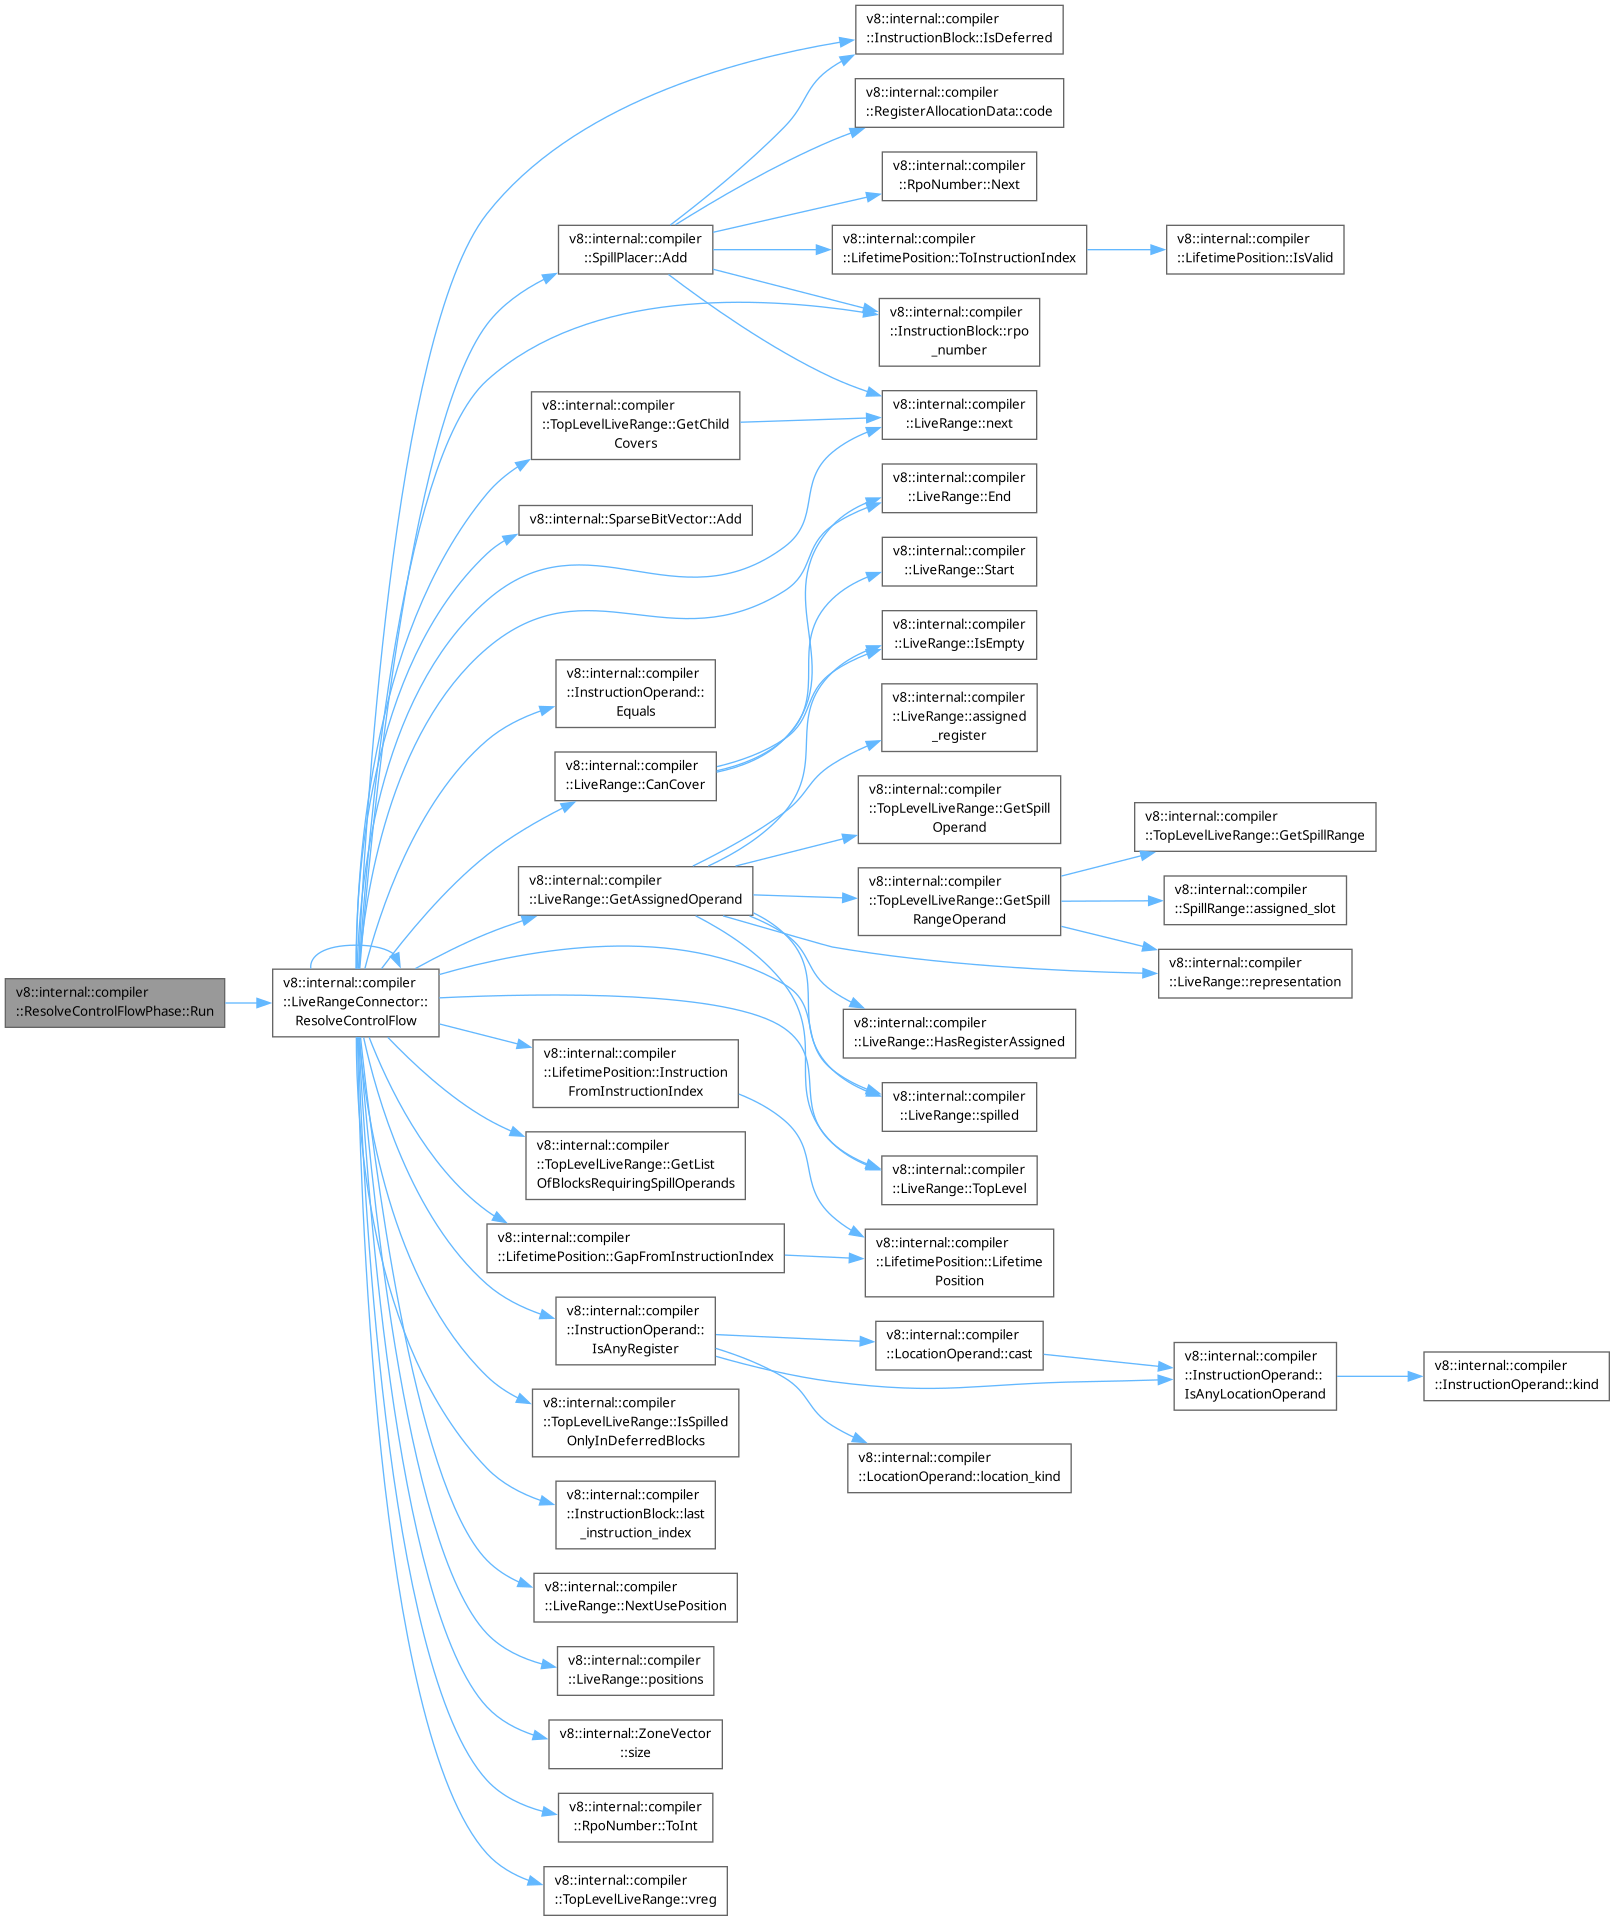 v8::internal::compiler
::InstructionBlock::IsDeferred
v8::internal::compiler
::RegisterAllocationData::code
v8::internal::compiler
::RpoNumber::Next
v8::internal::compiler
::SpillPlacer::Add
v8::internal::compiler
::LifetimePosition::ToInstructionIndex
v8::internal::compiler
::LifetimePosition::IsValid
v8::internal::compiler
::InstructionBlock::rpo
_number
v8::internal::compiler
::TopLevelLiveRange::GetChild
Covers
v8::internal::compiler
::LiveRange::next
v8::internal::compiler
::LiveRange::End
v8::internal::SparseBitVector::Add
v8::internal::compiler
::LiveRange::Start
v8::internal::compiler
::LiveRange::IsEmpty
v8::internal::compiler
::InstructionOperand::
Equals
v8::internal::compiler
::LiveRange::assigned
_register
v8::internal::compiler
::LiveRange::CanCover
v8::internal::compiler
::TopLevelLiveRange::GetSpill
Operand
v8::internal::compiler
::TopLevelLiveRange::GetSpillRange
v8::internal::compiler
::LiveRange::GetAssignedOperand
v8::internal::compiler
::TopLevelLiveRange::GetSpill
RangeOperand
v8::internal::compiler
::SpillRange::assigned_slot
v8::internal::compiler
::LiveRange::representation
v8::internal::compiler
::ResolveControlFlowPhase::Run
v8::internal::compiler
::LiveRangeConnector::
ResolveControlFlow
v8::internal::compiler
::LiveRange::HasRegisterAssigned
v8::internal::compiler
::LifetimePosition::Instruction
FromInstructionIndex
v8::internal::compiler
::LiveRange::spilled
v8::internal::compiler
::TopLevelLiveRange::GetList
OfBlocksRequiringSpillOperands
v8::internal::compiler
::LiveRange::TopLevel
v8::internal::compiler
::LifetimePosition::GapFromInstructionIndex
v8::internal::compiler
::LifetimePosition::Lifetime
Position
v8::internal::compiler
::InstructionOperand::
IsAnyRegister
v8::internal::compiler
::LocationOperand::cast
v8::internal::compiler
::InstructionOperand::
IsAnyLocationOperand
v8::internal::compiler
::InstructionOperand::kind
v8::internal::compiler
::TopLevelLiveRange::IsSpilled
OnlyInDeferredBlocks
v8::internal::compiler
::LocationOperand::location_kind
v8::internal::compiler
::InstructionBlock::last
_instruction_index
v8::internal::compiler
::LiveRange::NextUsePosition
v8::internal::compiler
::LiveRange::positions
v8::internal::ZoneVector
::size
v8::internal::compiler
::RpoNumber::ToInt
v8::internal::compiler
::TopLevelLiveRange::vreg